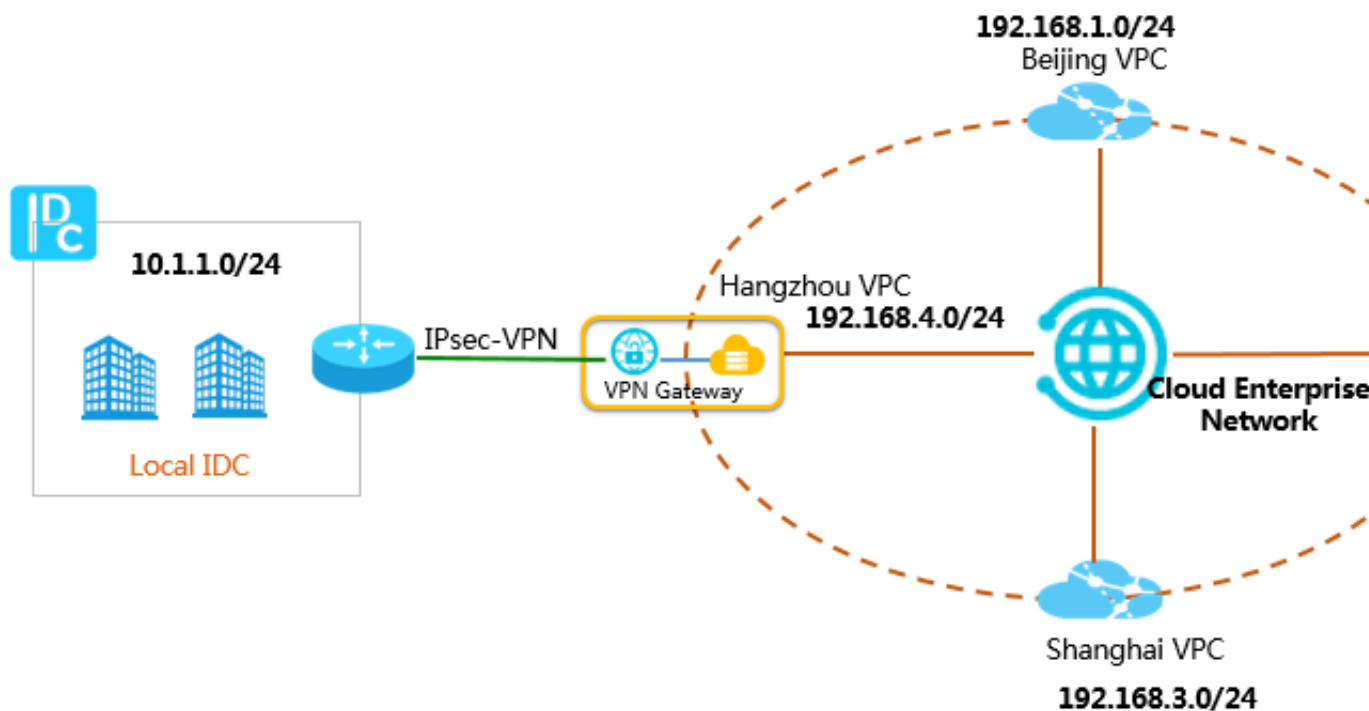 192.168.1.0/24
Beijing VPC
IDC
10.1.1.0/24
Hangzhou VPC
192.168.4.0/24
IPsec-VPN
VPN Gateway
Cloud Enterprise
Network
Local IDC
Shanghai VPC
192.168.3.0/24